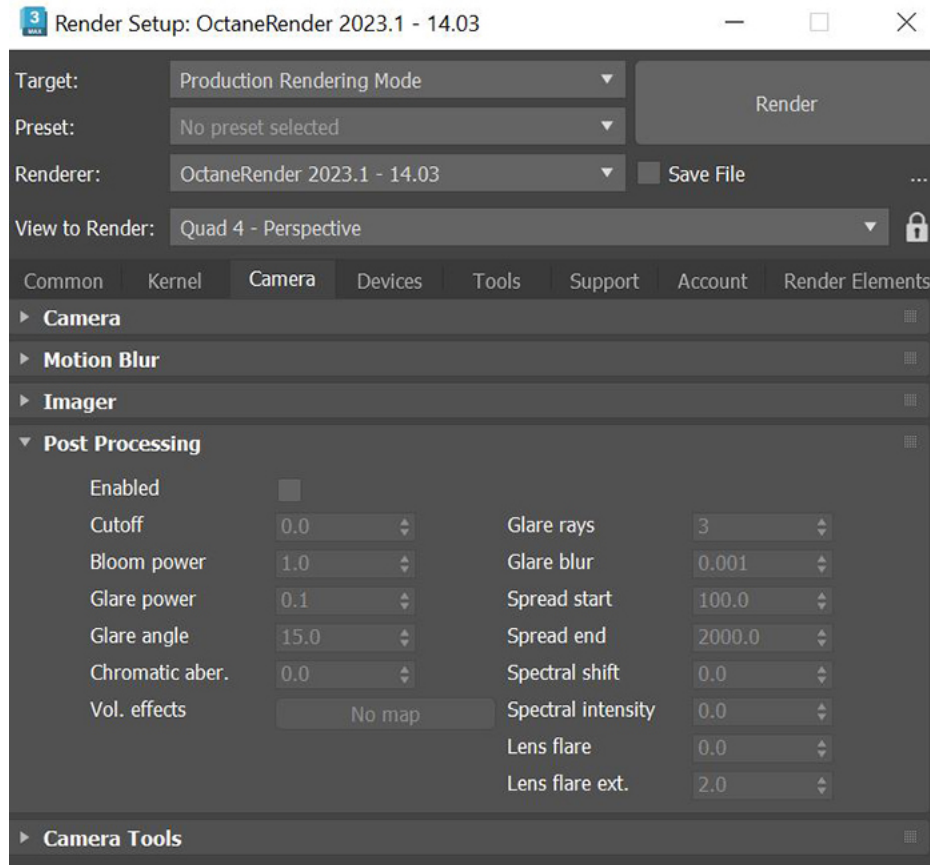 3
MAX
Render Setup: OctaneRender 2023.1 - 14.03
Target: Production Rendering Mode
Render
Preset: No preset selected
Renderer: OctaneRender 2023.1 - 14.03 Save File ...
View to Render: Quad 4 - Perspective
Common Kernel Camera Devices Tools Support Account Render Elements
Camera
Motion Blur
Imager
Post Processing
Enabled
Cutoff 0.0 Glare rays 3
Bloom power 1.0 Glare blur 0.001
Glare power 0.1 Spread start 100.0
Glare angle 15.0 Spread end 2000.0
Chromatic aber. 0.0 Spectral shift 0.0
Vol. effects No map Spectral intensity 0.0
Lens flare 0.0
Lens flare ext. 2.0
Camera Tools